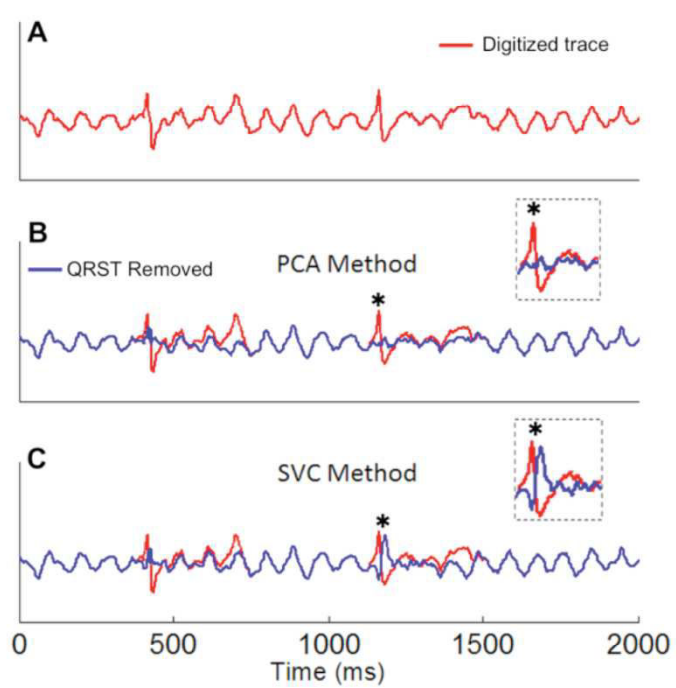 A
Digitized trace
B
QRST Removed
PCA Method
*
*
C
SVC Method
*
*
0 500 1000 1500 2000
Time (ms)